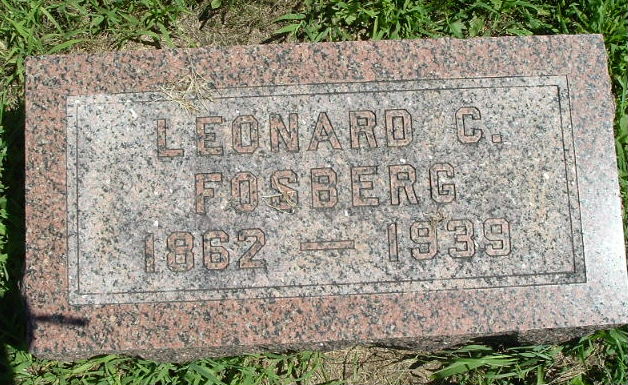 LEONARD C.
FOSBERG
1862 — 1939